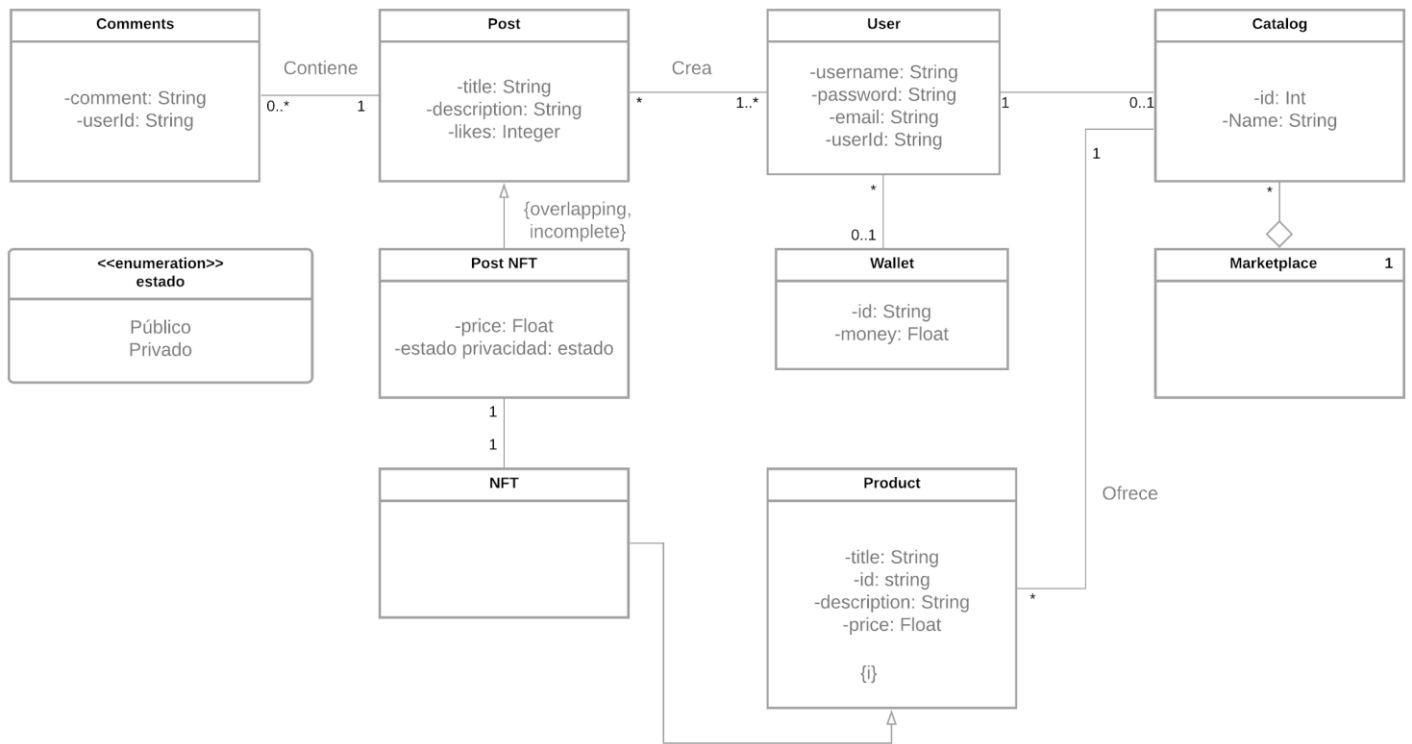 Comments
-comment: String
-userId: String
Contiene
0..*
1
Post
-title: String
-description: String
-likes: Integer
Crea
*
1..*
User
-username: String
-password: String
-email: String
-userId: String
1
0..1
Catalog
-id: Int
-Name: String
1
*
{overlapping,
incomplete}
*
0..1
<<enumeration>>
estado
Público
Privado
Post NFT
-price: Float
-estado privacidad: estado
Wallet
-id: String
-money: Float
Marketplace
1
1
1
NFT
Product
-title: String
-id: string
-description: String
-price: Float
{i}
Ofrece
*